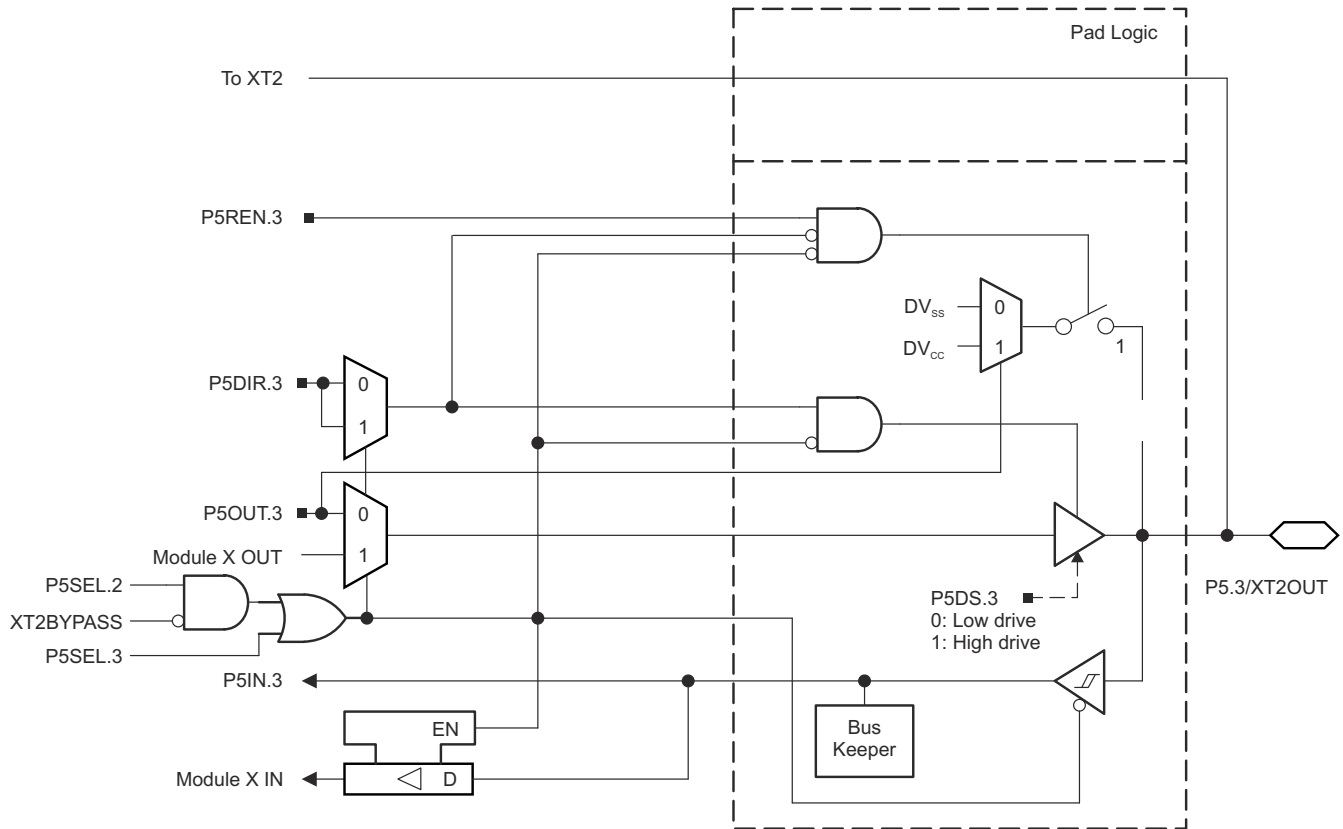 Pad Logic
To XT2
P5REN.3
DVSS
0
DVCC
1
1
P5DIR.3
0
1
P5OUT.3
0
Module X OUT
1
P5SEL.2
XT2BYPASS
P5SEL.3
P5DS.3
0: Low drive
1: High drive
P5.3/XT2OUT
P5IN.3
Bus
Keeper
EN
Module X IN
D